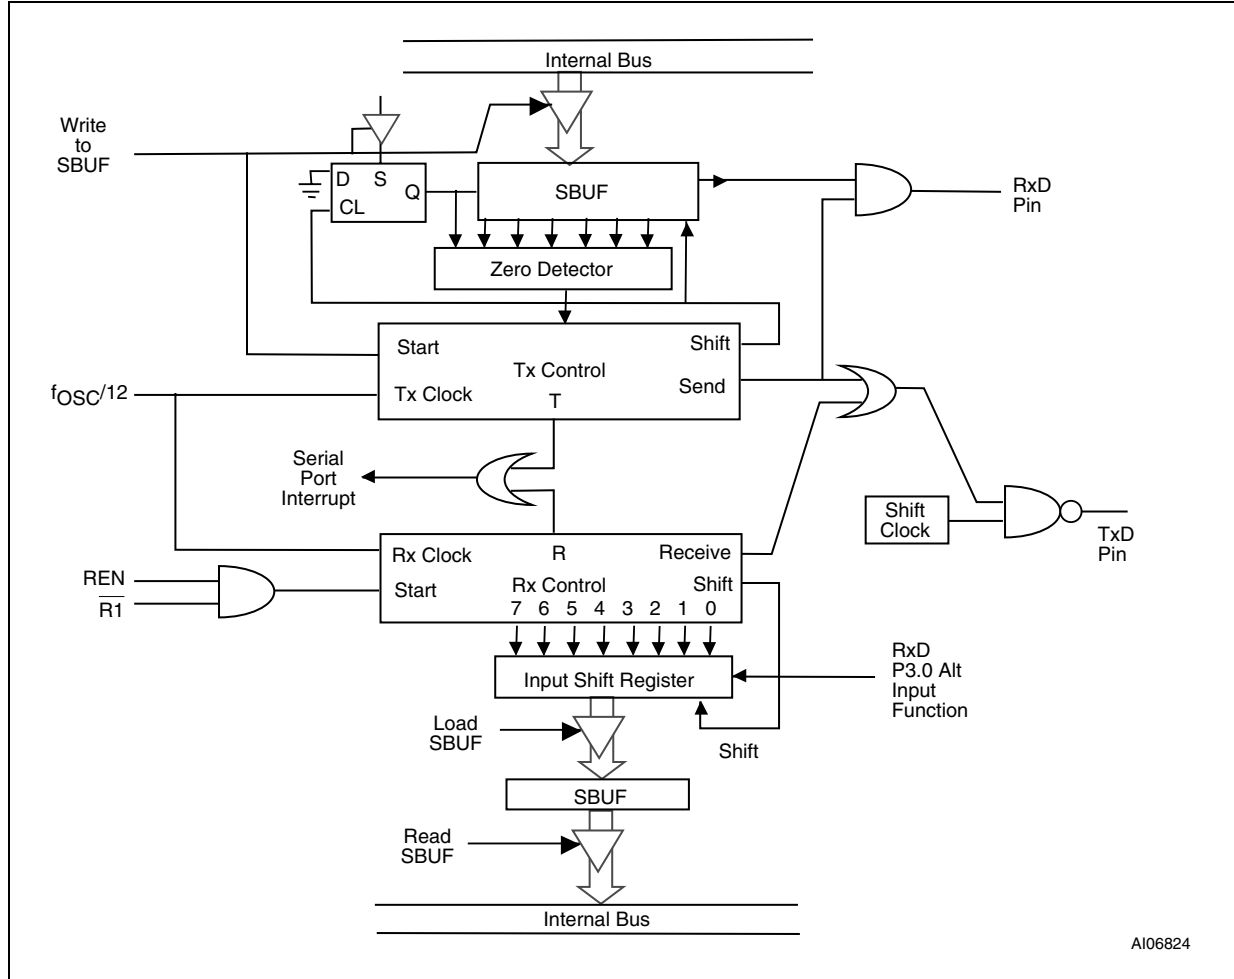 Internal Bus
Write
to
SBUF
D S
Q
CL
SBUF
RxD
Pin
Zero Detector
Start
Shift
Tx Control
Send
fOSC/12
Tx Clock
T
Serial
Port
Interrupt
Shift
Clock
TxD
Pin
Rx Clock
R
Receive
REN
R1
Start
Rx Control
Shift
7 6 5 4 3 2 1 0
Input Shift Register
RxD
P3.0 Alt
Input
Function
Load
SBUF
Shift
SBUF
Read
SBUF
Internal Bus
AI06824